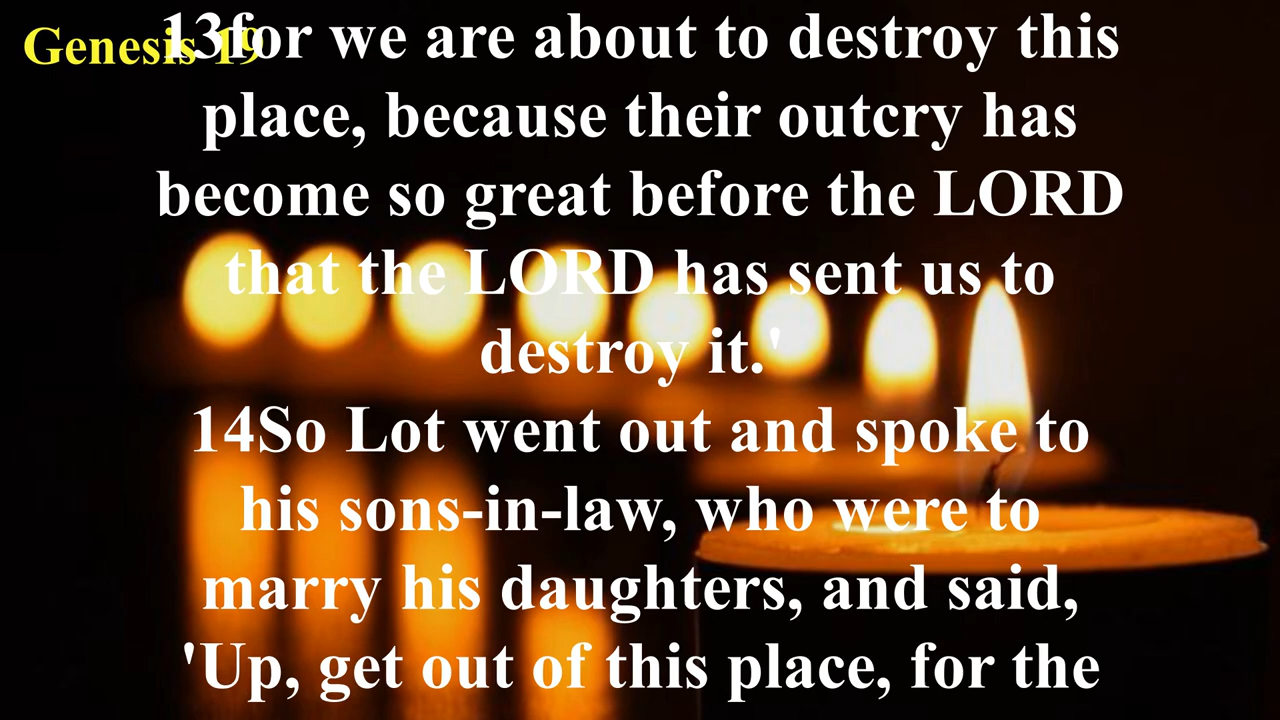 Genesis 19
13for we are about to destroy this
place, because their outcry has
become so great before the LORD
that the LORD has sent us to
destroy it.'
14So Lot went out and spoke to
his sons-in-law, who were to
marry his daughters, and said,
'Up, get out of this place, for the